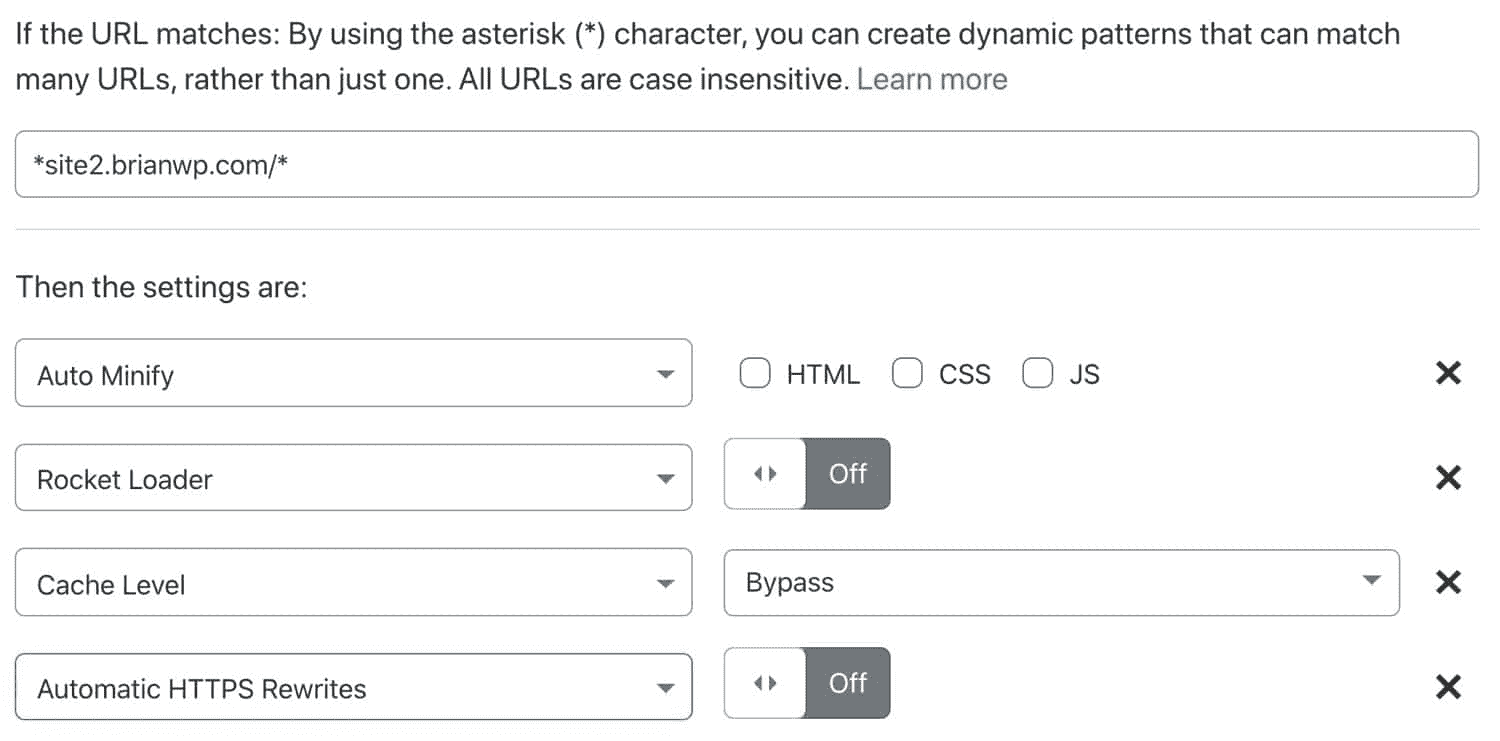 If the URL matches: By using the asterisk (*) character, you can create dynamic patterns that can match
many URLs, rather than just one. All URLs are case insensitive. Learn more
*site2.brianwp.com/*
Then the settings are:
Auto Minify HTML CSS JS
Rocket Loader Off
Cache Level Bypass
Automatic HTTPS Rewrites Off